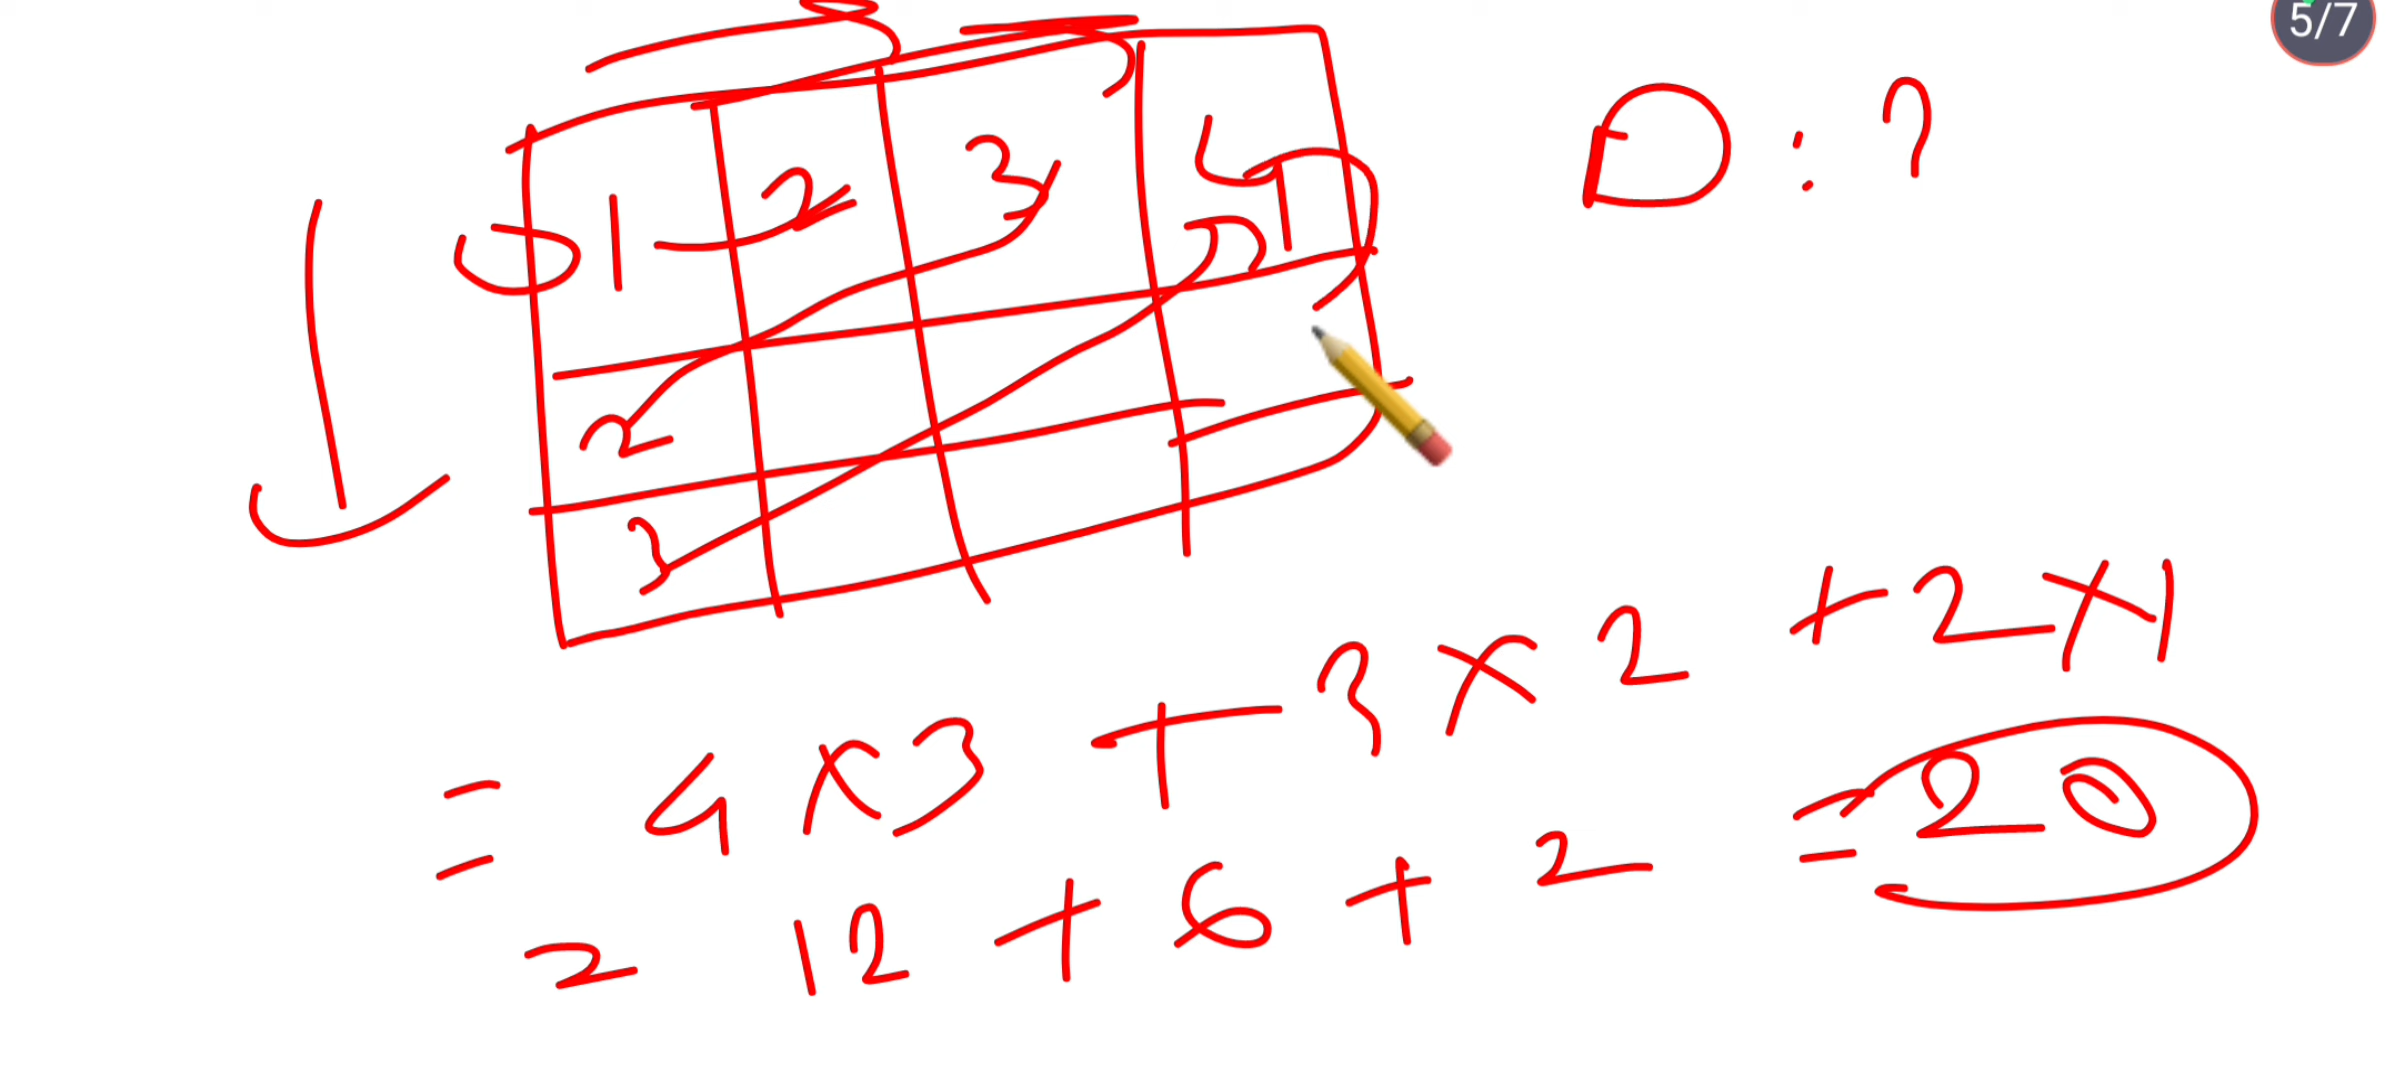 5/7
D : ?
1 2 3 4
2
3
= 4 × 3 + 3 × 2 + 2 × 1
= 12 + 6 + 2 = 20